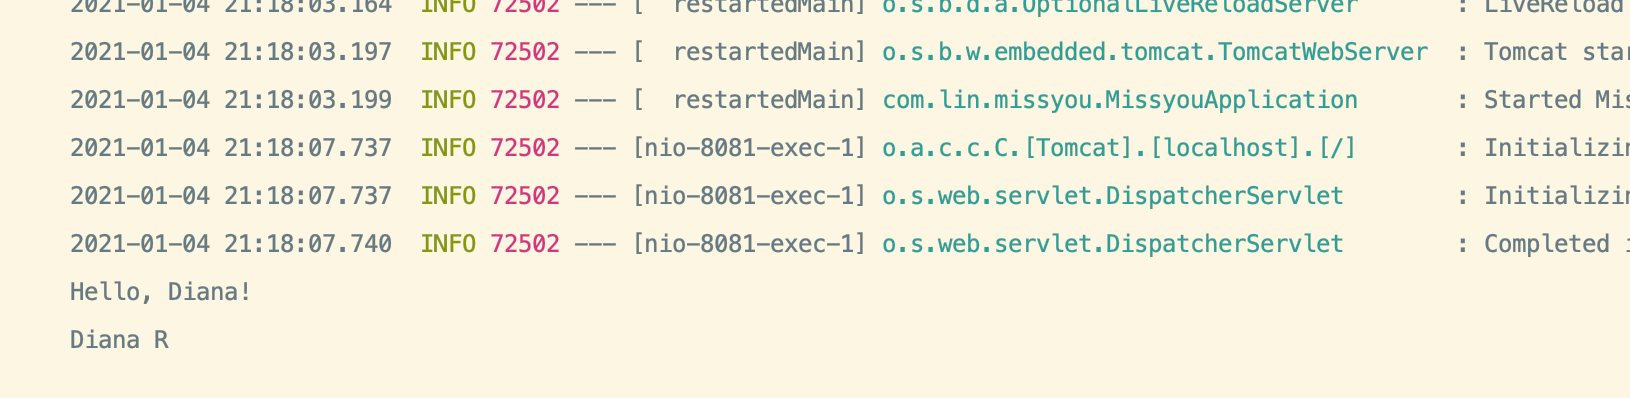 2021-01-04 21:18:03.164  INFO 72502 --- [  restartedMain] o.s.b.d.a.OptionalLiveReloadServer       : LiveReload
2021-01-04 21:18:03.197  INFO 72502 --- [  restartedMain] o.s.b.w.embedded.tomcat.TomcatWebServer  : Tomcat star
2021-01-04 21:18:03.199  INFO 72502 --- [  restartedMain] com.lin.missyou.MissyouApplication       : Started Mis
2021-01-04 21:18:07.737  INFO 72502 --- [nio-8081-exec-1] o.a.c.c.C.[Tomcat].[localhost].[/]       : Initializin
2021-01-04 21:18:07.737  INFO 72502 --- [nio-8081-exec-1] o.s.web.servlet.DispatcherServlet        : Initializin
2021-01-04 21:18:07.740  INFO 72502 --- [nio-8081-exec-1] o.s.web.servlet.DispatcherServlet        : Completed i
Hello, Diana!
Diana R